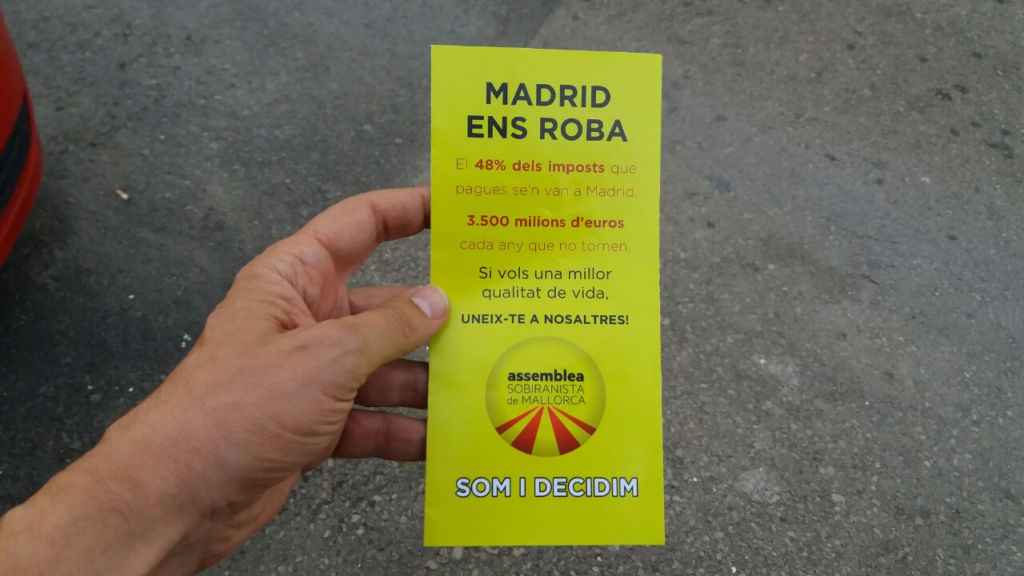 MADRID
ENS ROBA
El 48% dels imposts que
pagues se'n van a Madrid.
3.500 milions d'euros
cada any que no tornen.
Si vols una millor
qualitat de vida,
UNEIX-TE A NOSALTRES!
assemblea
SOBIRANISTA
de MALLORCA
SOM I DECIDIM